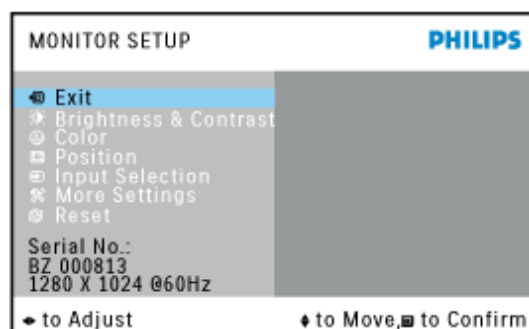 MONITOR SETUP
PHILIPS
Exit
Brightness & Contrast
Color
Position
Input Selection
More Settings
Reset
Serial No.:
BZ 000813
1280 X 1024 @60Hz
to Adjust
to Move, to Confirm